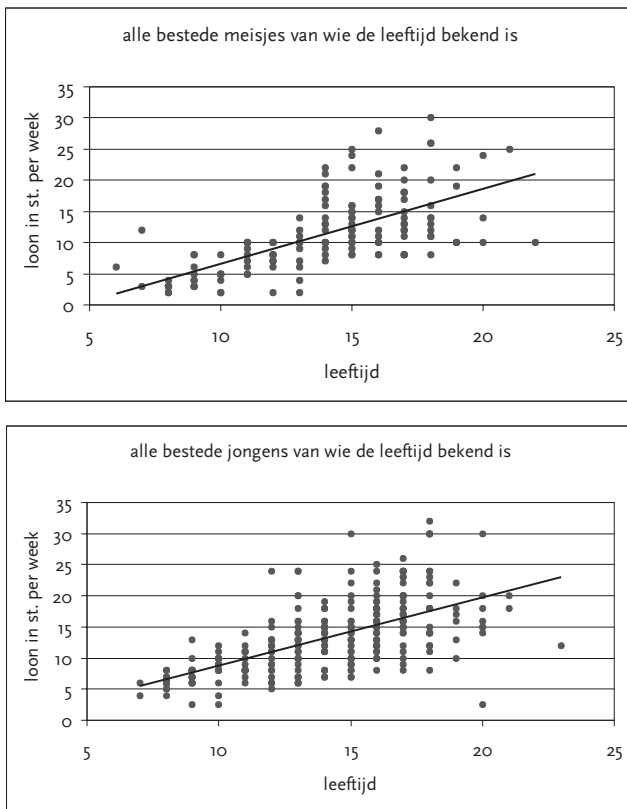 alle bestede meisjes van wie de leeftijd bekend is
35
30
25
20
15
10
5
0
loon in st. per week
5 10 15 20 25
leeftijd
alle bestede jongens van wie de leeftijd bekend is
35
30
25
20
15
10
5
0
loon in st. per week
5 10 15 20 25
leeftijd